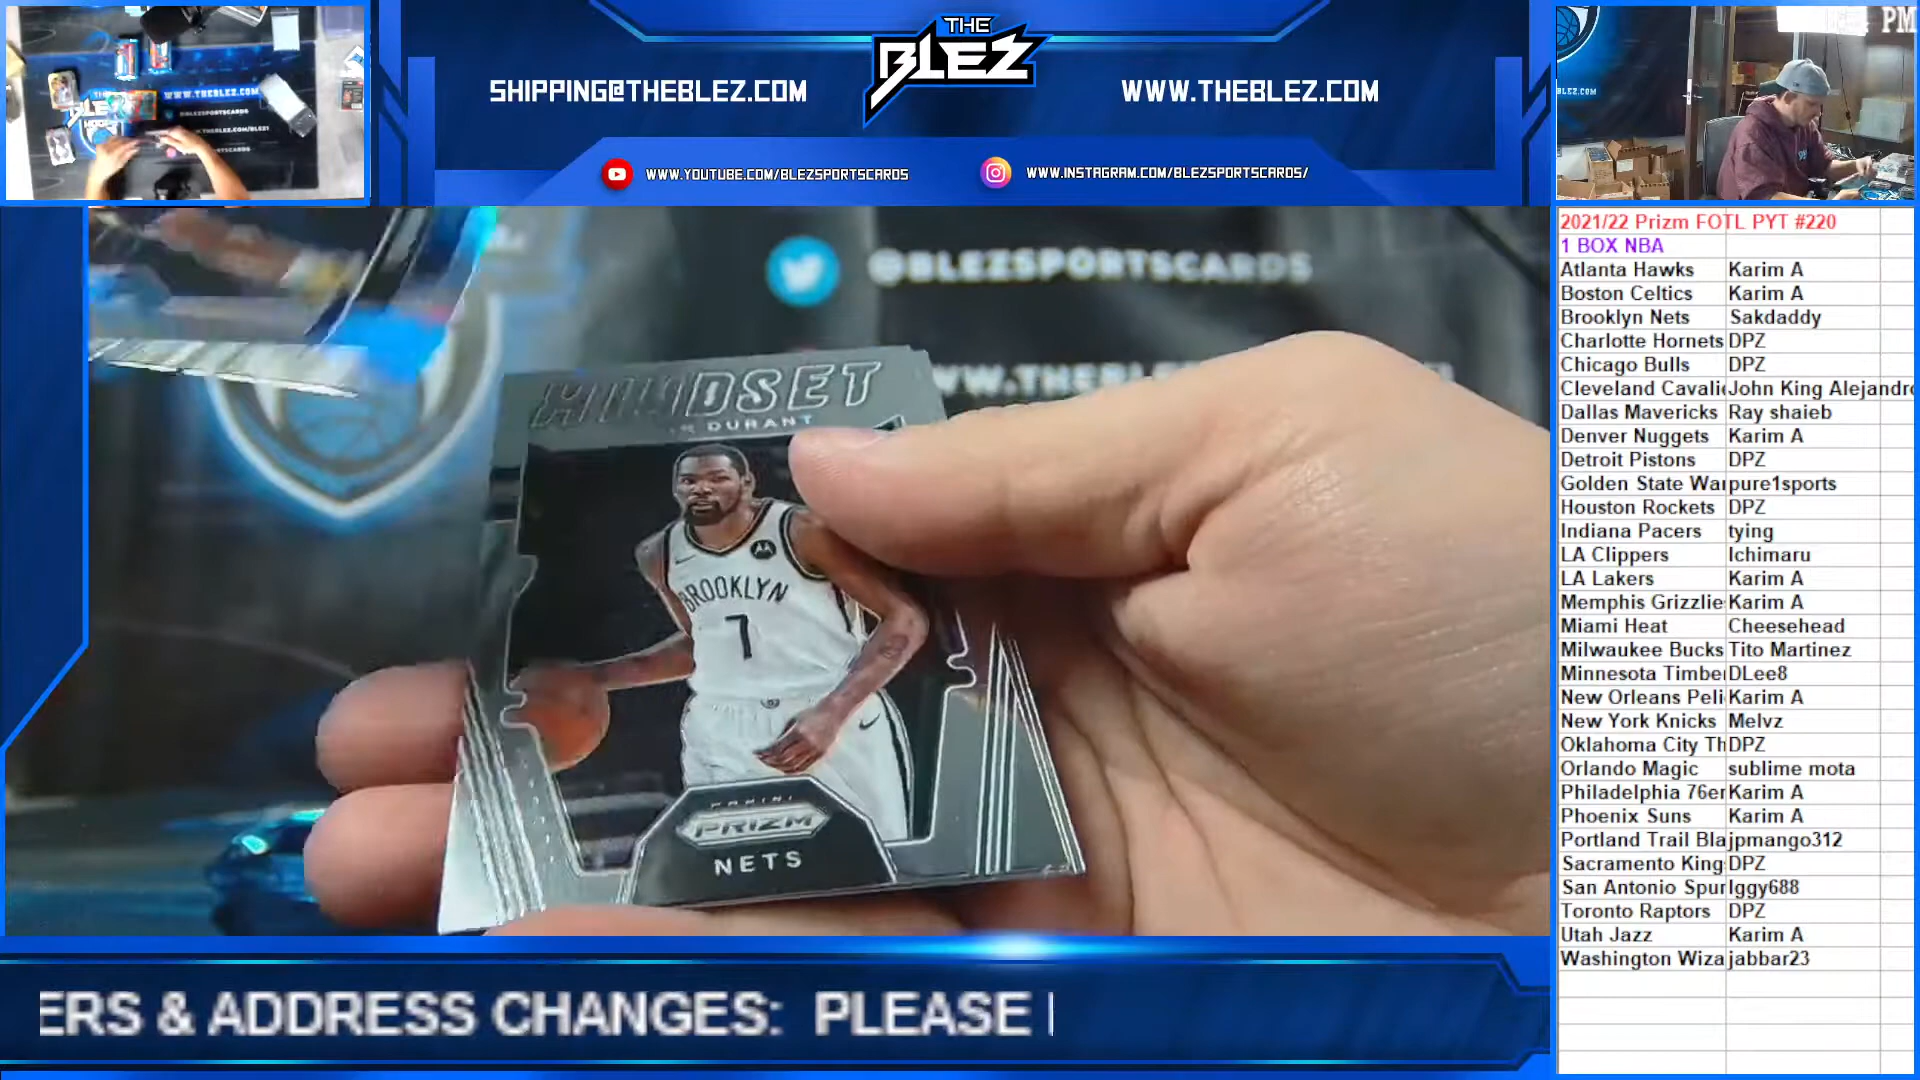 THE
BLEZ
SHIPPING@THEBLEZ.COM
WWW.THEBLEZ.COM
WWW.YOUTUBE.COM/BLEZSPORTSCARDS
WWW.INSTAGRAM.COM/BLEZSPORTSCARDS/
PM
WWW.THEBLEZ.COM
@BLEZSPORTSCARDS
MINDSET
DURANT
BROOKLYN
7
PANINI
PRIZM
NETS
2021/22 Prizm FOTL PYT #220
1 BOX NBA
Atlanta Hawks Karim A
Boston Celtics Karim A
Brooklyn Nets Sakdaddy
Charlotte Hornets DPZ
Chicago Bulls DPZ
Cleveland Cavali John King Alejandro
Dallas Mavericks Ray shaieb
Denver Nuggets Karim A
Detroit Pistons DPZ
Golden State War pure1sports
Houston Rockets DPZ
Indiana Pacers tying
LA Clippers Ichimaru
LA Lakers Karim A
Memphis Grizzlie Karim A
Miami Heat Cheesehead
Milwaukee Bucks Tito Martinez
Minnesota Timbe DLee8
New Orleans Peli Karim A
New York Knicks Melvz
Oklahoma City Th DPZ
Orlando Magic sublime mota
Philadelphia 76er Karim A
Phoenix Suns Karim A
Portland Trail Bla jpmango312
Sacramento King DPZ
San Antonio Spur Iggy688
Toronto Raptors DPZ
Utah Jazz Karim A
Washington Wiza jabbar23
ERS & ADDRESS CHANGES: PLEASE